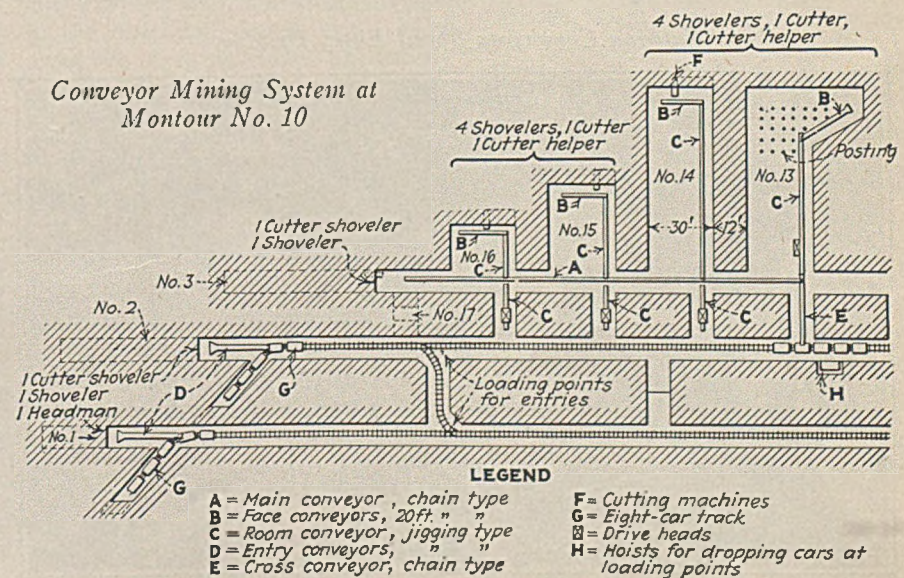 4 Shovelers, 1 Cutter,
1 Cutter helper
Conveyor Mining System at
Montour No. 10
F
B
B
4 Shovelers, 1 Cutter
1 Cutter helper
C
Posting
No.14
No.13
C
B
1 Cutter shoveler
1 Shoveler
No.15
30'
12'
B
No.16
C
C
A
No.3
No.2
No.17
C
C
C
E
1 Cutter shoveler
1 Shoveler
1 Headman
D
G
Loading points
for entries
H
No.1
G
LEGEND
A = Main conveyor, chain type
B = Face conveyors, 20ft. " "
C = Room conveyor, jigging type
D = Entry conveyors, " "
E = Cross conveyor, chain type
F = Cutting machines
G = Eight-car track
= Drive heads
H = Hoists for dropping cars at
loading points